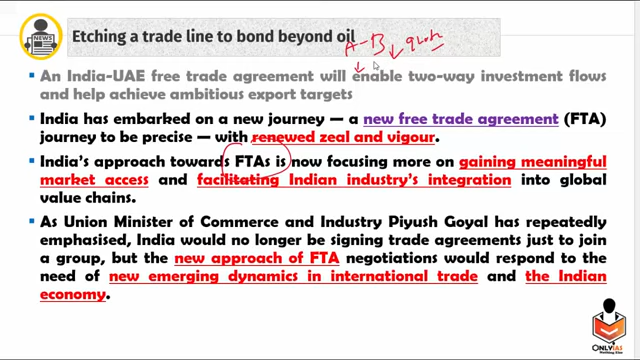 NEWS
Etching a trade line to bond beyond oil
A - B
An India-UAE free trade agreement will enable two-way investment flows
and help achieve ambitious export targets
India has embarked on a new journey — a new free trade agreement (FTA)
journey to be precise — with renewed zeal and vigour.
India's approach towards FTAs is now focusing more on gaining meaningful
market access and facilitating Indian industry's integration into global
value chains.
As Union Minister of Commerce and Industry Piyush Goyal has repeatedly
emphasised, India would no longer be signing trade agreements just to join
a group, but the new approach of FTA negotiations would respond to the
need of new emerging dynamics in international trade and the Indian
economy.
ONLYIAS